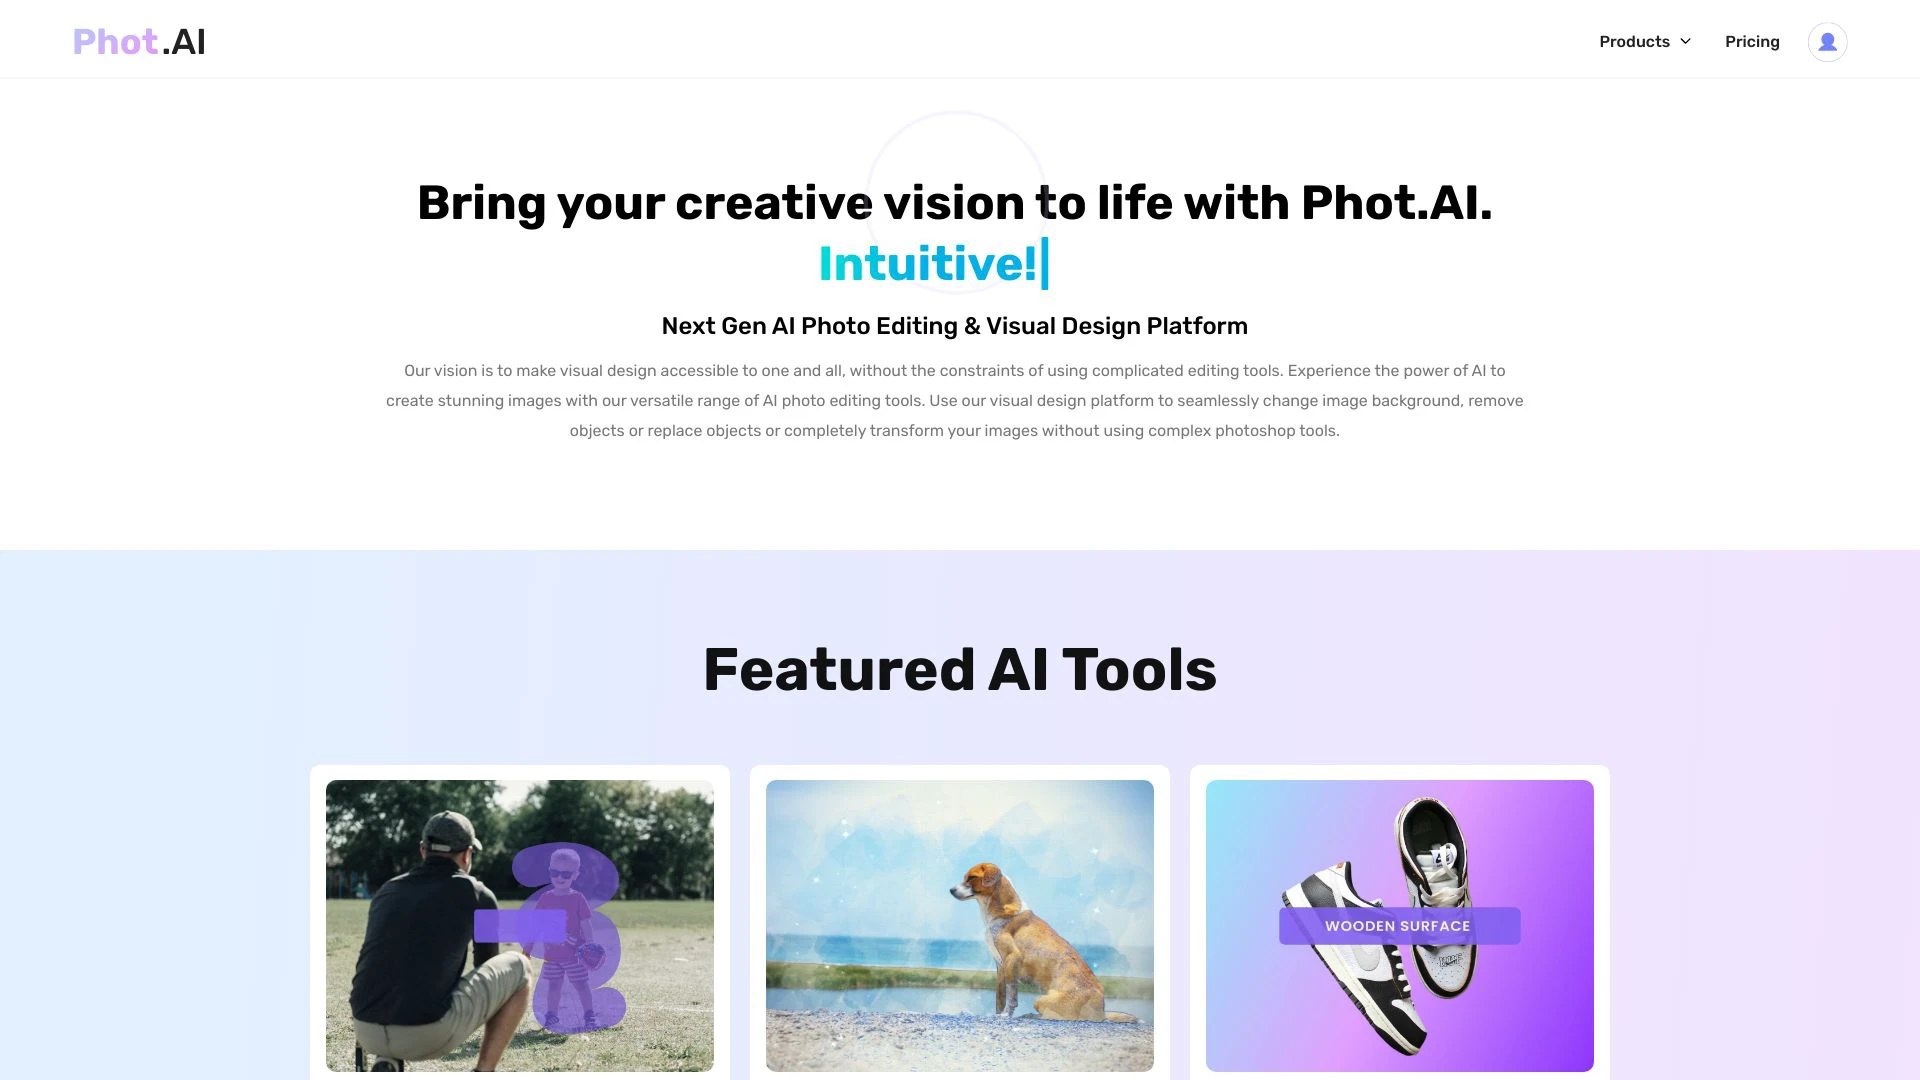 Phot.AI
Products
Pricing
Bring your creative vision to life with Phot.AI.
Intuitive!
Next Gen AI Photo Editing & Visual Design Platform
Our vision is to make visual design accessible to one and all, without the constraints of using complicated editing tools. Experience the power of AI to
create stunning images with our versatile range of AI photo editing tools. Use our visual design platform to seamlessly change image background, remove
objects or replace objects or completely transform your images without using complex photoshop tools.
Featured AI Tools
WOODEN SURFACE